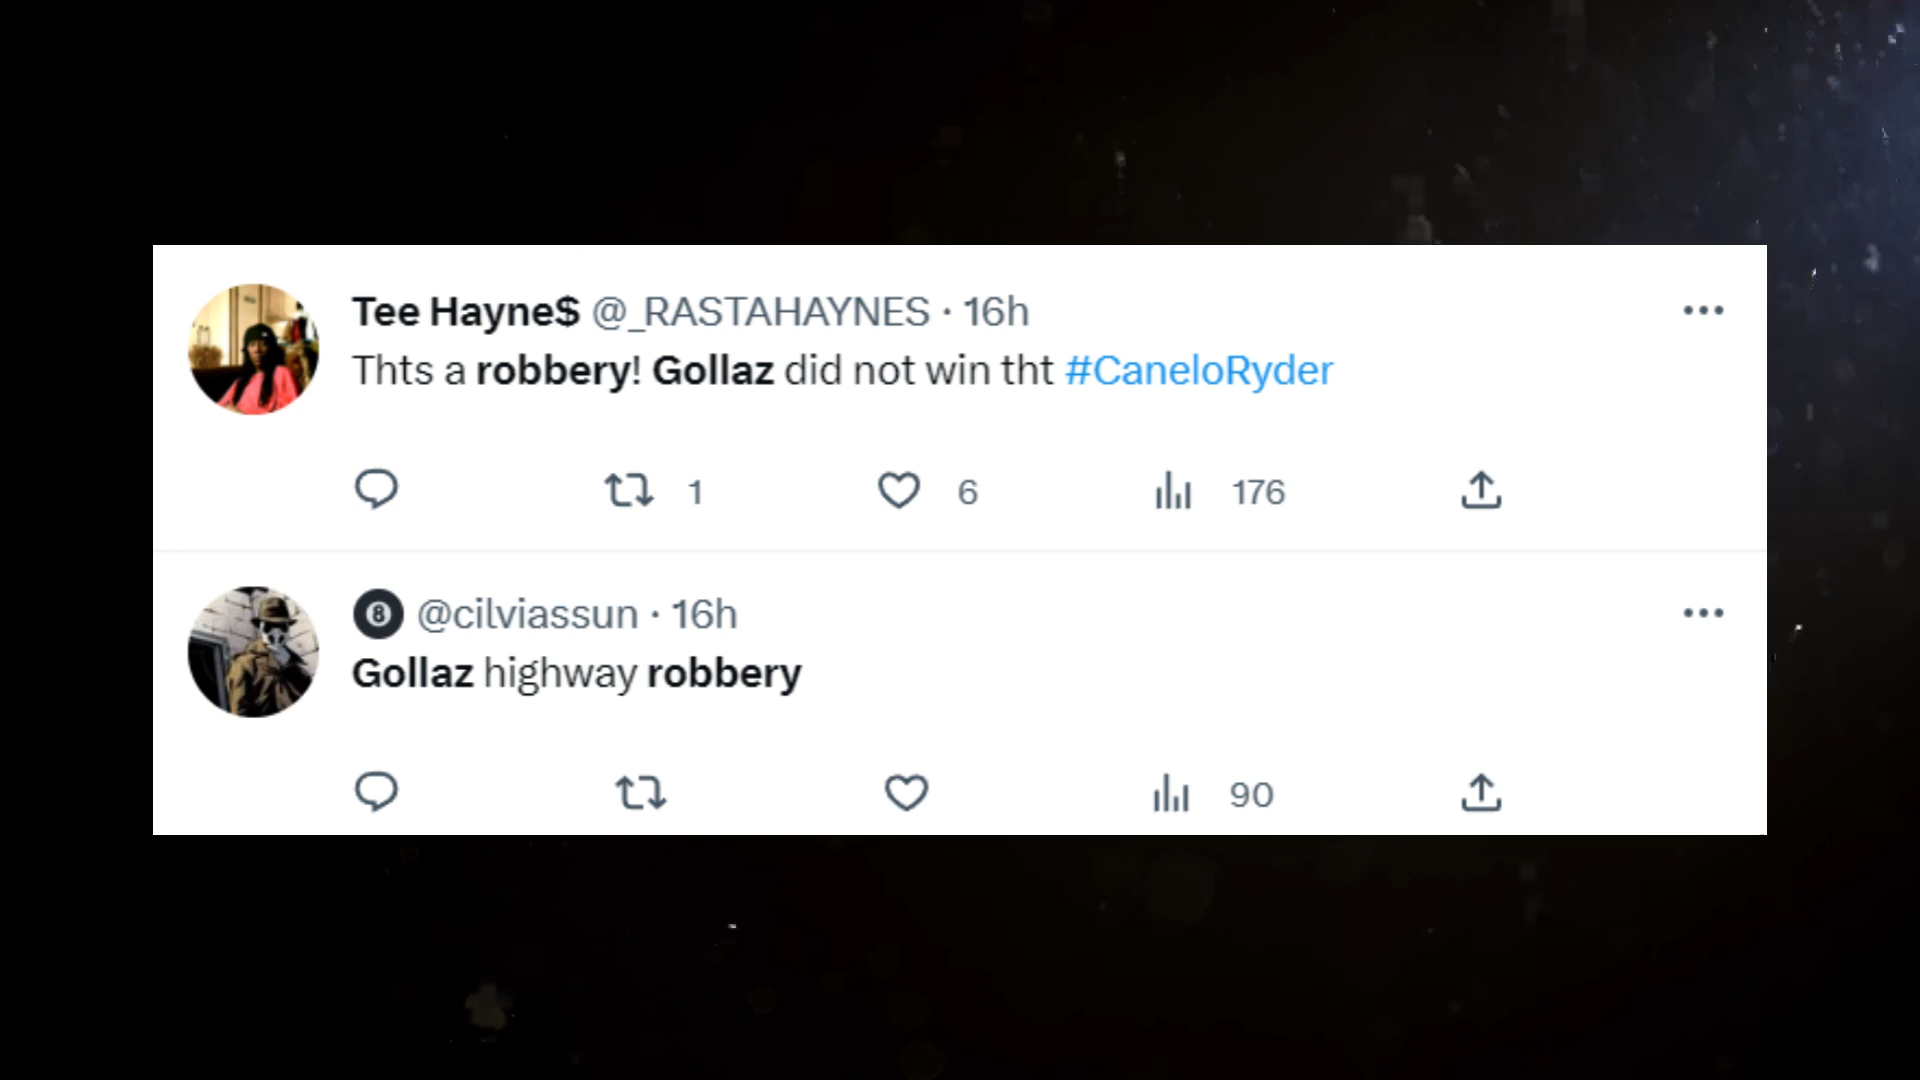 Tee Hayne$ @_RASTAHAYNES · 16h
Thts a robbery! Gollaz did not win tht #CaneloRyder
1 6 176
8 @cilviassun · 16h
Gollaz highway robbery
90